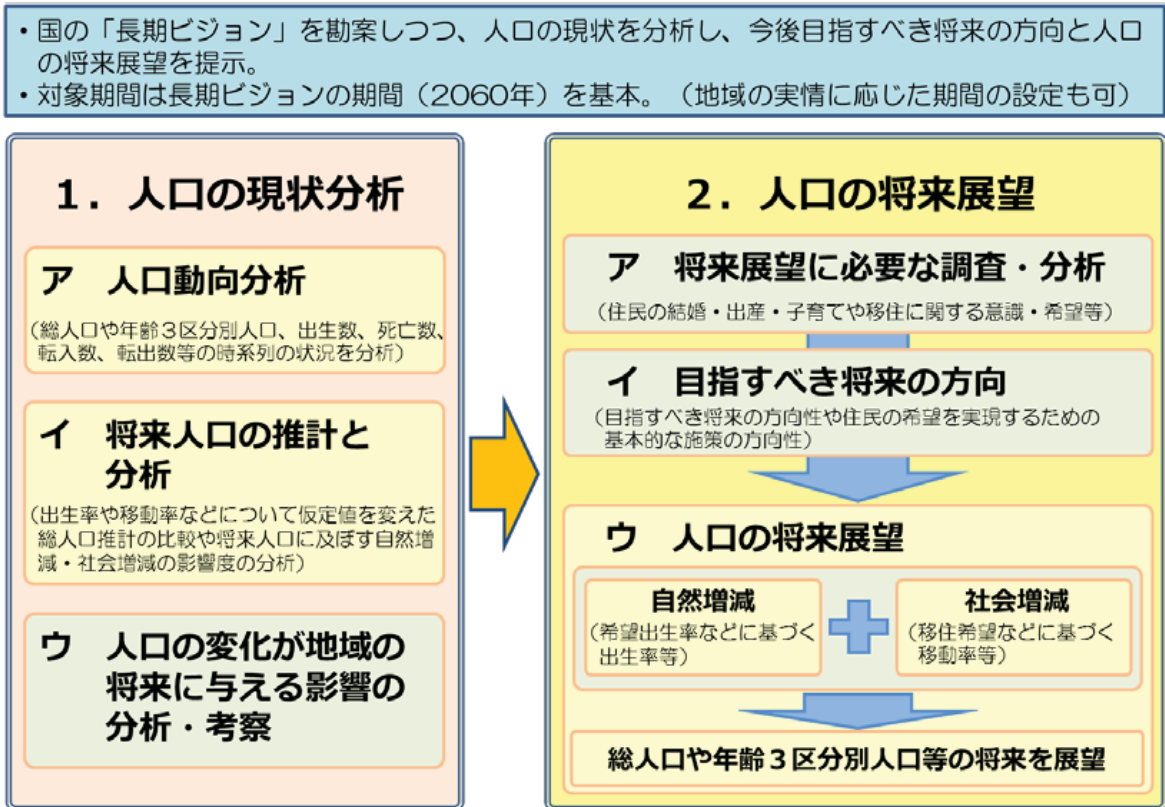 ・国の「長期ビジョン」を勘案しつつ、人口の現状を分析し、今後目指すべき将来の方向と人口
の将来展望を提示。
・対象期間は長期ビジョンの期間（2060年）を基本。（地域の実情に応じた期間の設定も可）
１．人口の現状分析
ア　人口動向分析
（総人口や年齢３区分別人口、出生数、死亡数、
転入数、転出数等の時系列の状況を分析）
イ　将来人口の推計と
分析
（出生率や移動率などについて仮定値を変えた
総人口推計の比較や将来人口に及ぼす自然増
減・社会増減の影響度の分析）
ウ　人口の変化が地域の
将来に与える影響の
分析・考察
２．人口の将来展望
ア　将来展望に必要な調査・分析
（住民の結婚・出産・子育てや移住に関する意識・希望等）
イ　目指すべき将来の方向
（目指すべき将来の方向性や住民の希望を実現するための
基本的な施策の方向性）
ウ　人口の将来展望
自然増減
（希望出生率などに基づく
出生率等）
社会増減
（移住希望などに基づく
移動率等）
総人口や年齢３区分別人口等の将来を展望